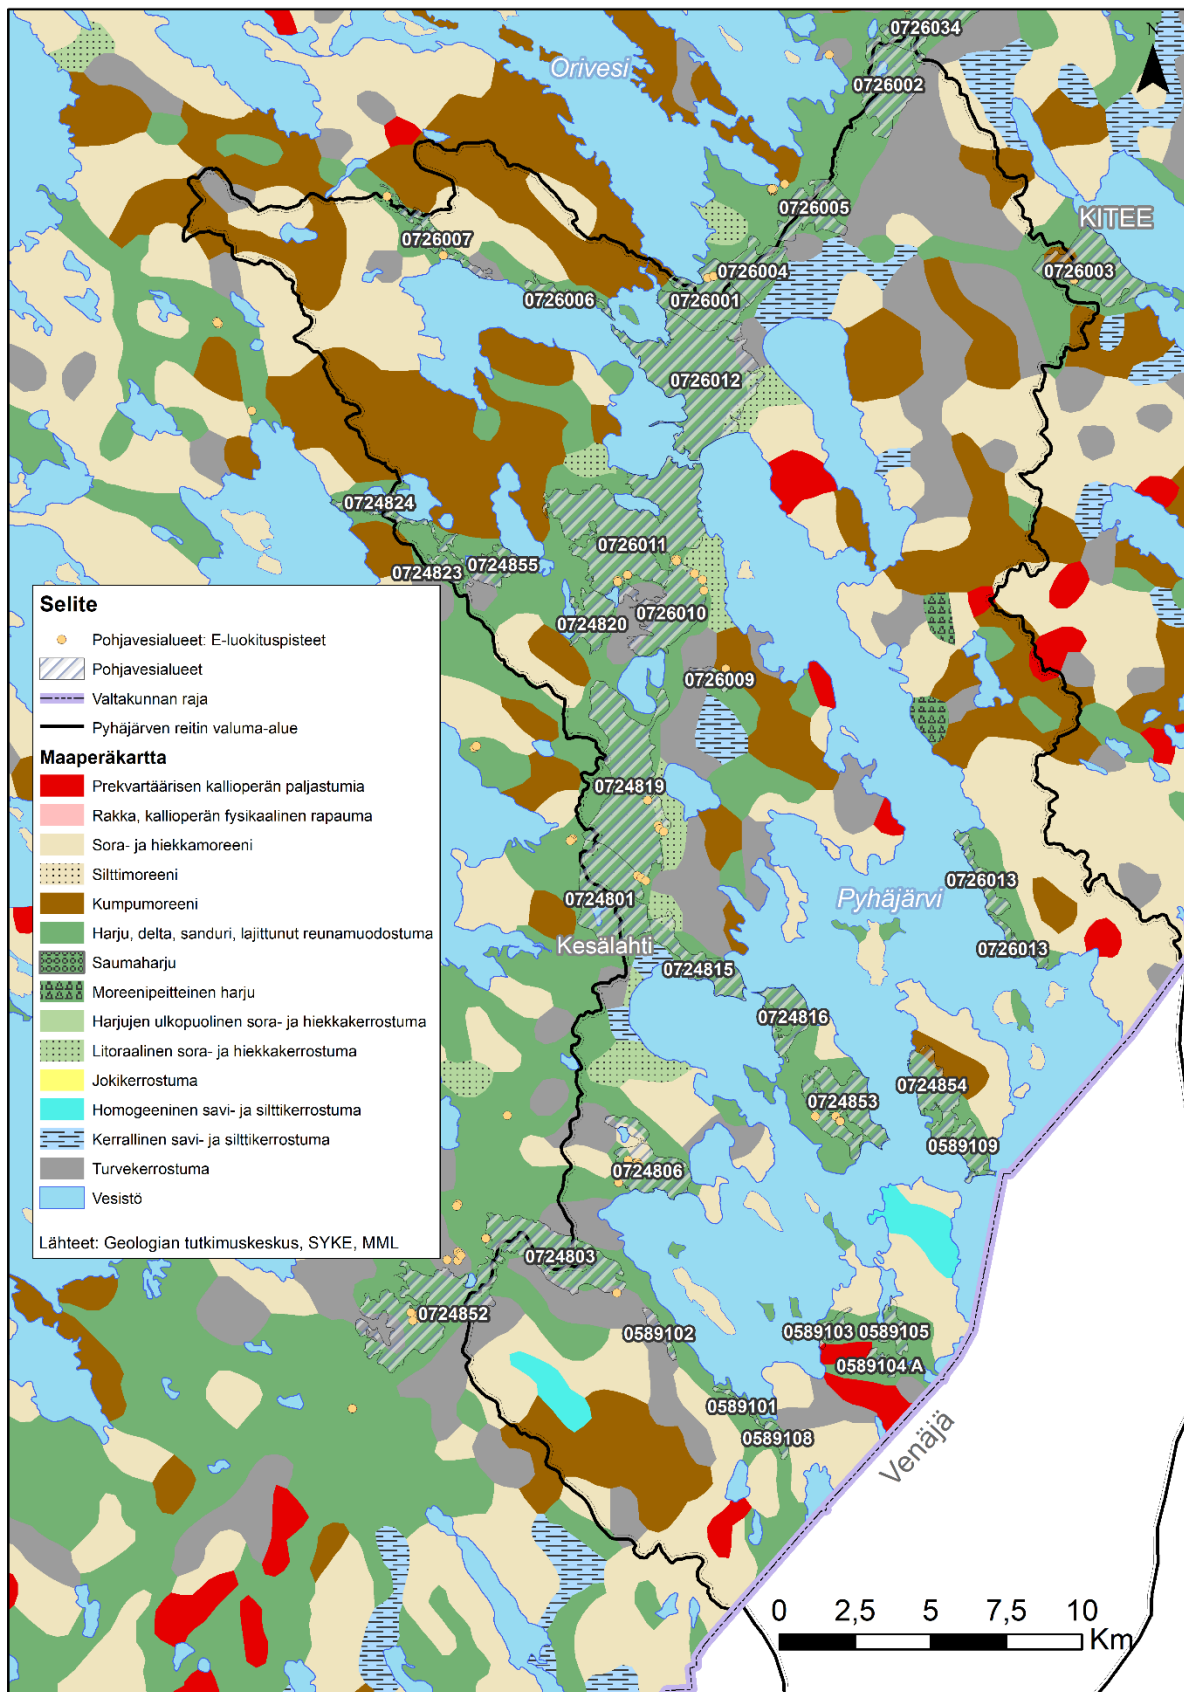 0726034
N
Orivesi
0726002
0726005
KITEE
0726007
0726004
0726003
0726006
0726001
0726012
0724824
0726011
0724823
0724855
0726010
0724820
0726009
Selite
Pohjavesialueet: E-luokituspisteet
Pohjavesialueet
Valtakunnan raja
Pyhäjärven reitin valuma-alue
Maaperäkartta
Prekvartäärisen kallioperän paljastumia
Rakka, kallioperän fysikaalinen rapauma
Sora- ja hiekkamoreeni
Silttimoreeni
Kumpumoreeni
Harju, delta, sanduri, lajittunut reunamuodostuma
Saumaharju
Moreenipeitteinen harju
Harjujen ulkopuolinen sora- ja hiekkakerrostuma
Litoraalinen sora- ja hiekkakerrostuma
Jokikerrostuma
Homogeeninen savi- ja silttikerrostuma
Kerrallinen savi- ja silttikerrostuma
Turvekerrostuma
Vesistö
Lähteet: Geologian tutkimuskeskus, SYKE, MML
0724819
0726013
0724801
Pyhäjärvi
Kesälahti
0726013
0724815
0724816
0724854
0724853
0589109
0724806
0724803
0724852
0589102
0589103
0589105
0589104 A
0589101
0589108
Venäjä
0 2,5 5 7,5 10
Km